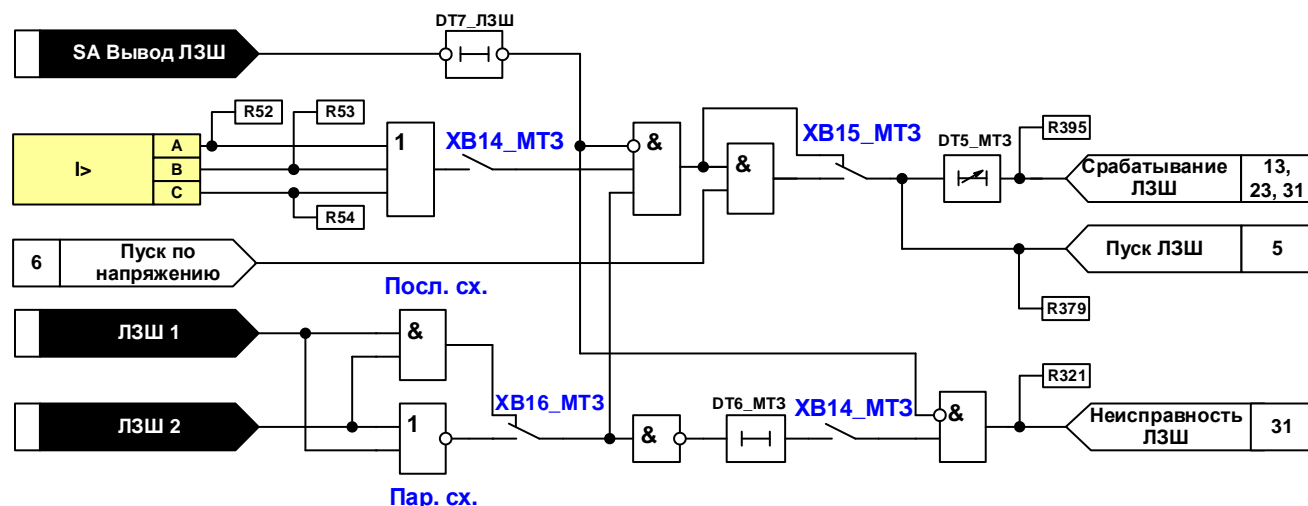 DT7_ЛЗШ
SA Вывод ЛЗШ
R52
R53
I>
A
B
C
1
XB14_МТЗ
&
&
XB15_МТЗ
DT5_МТЗ
R395
Срабатывание
ЛЗШ
13,
23, 31
R54
6
Пуск по
напряжению
Пуск ЛЗШ
5
R379
Посл. сх.
ЛЗШ 1
&
XB16_МТЗ
ЛЗШ 2
1
&
DT6_МТЗ
XB14_МТЗ
&
R321
Неисправность
ЛЗШ
31
Пар. сх.